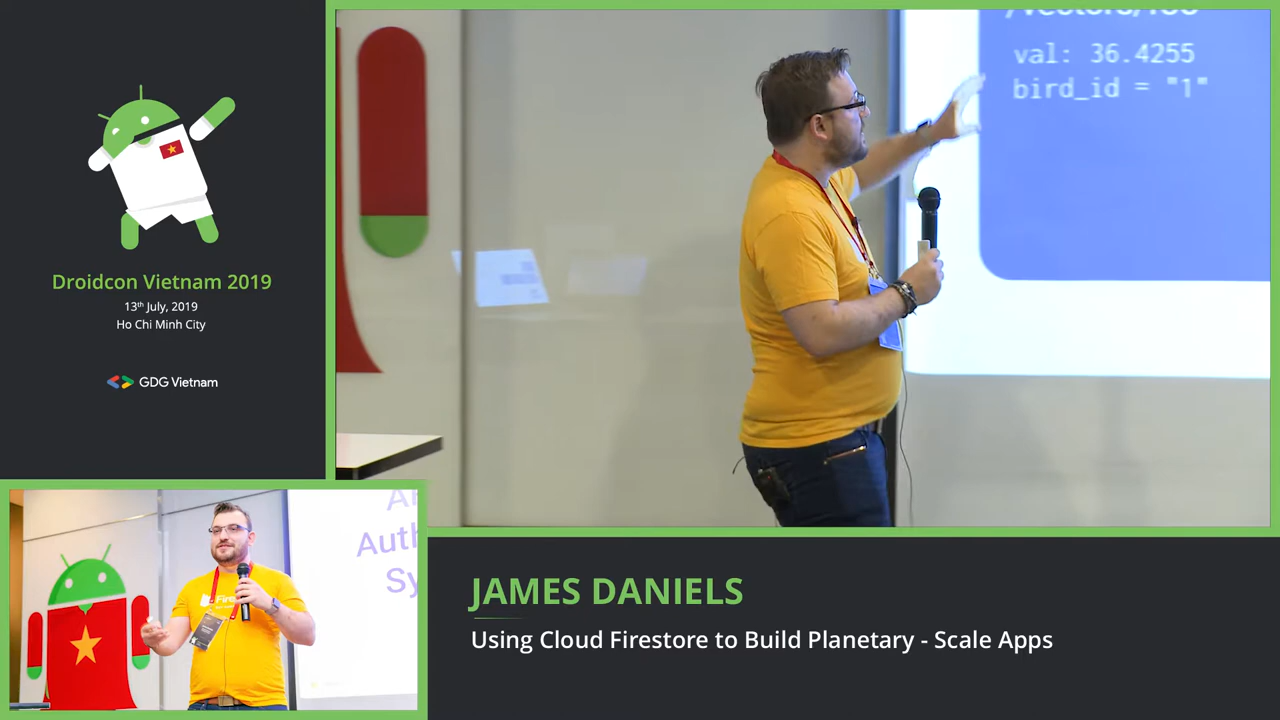 Droidcon Vietnam 2019
13th July, 2019
Ho Chi Minh City
GDG Vietnam
val: 36.4255
bird_id = "1"
JAMES DANIELS
Using Cloud Firestore to Build Planetary - Scale Apps